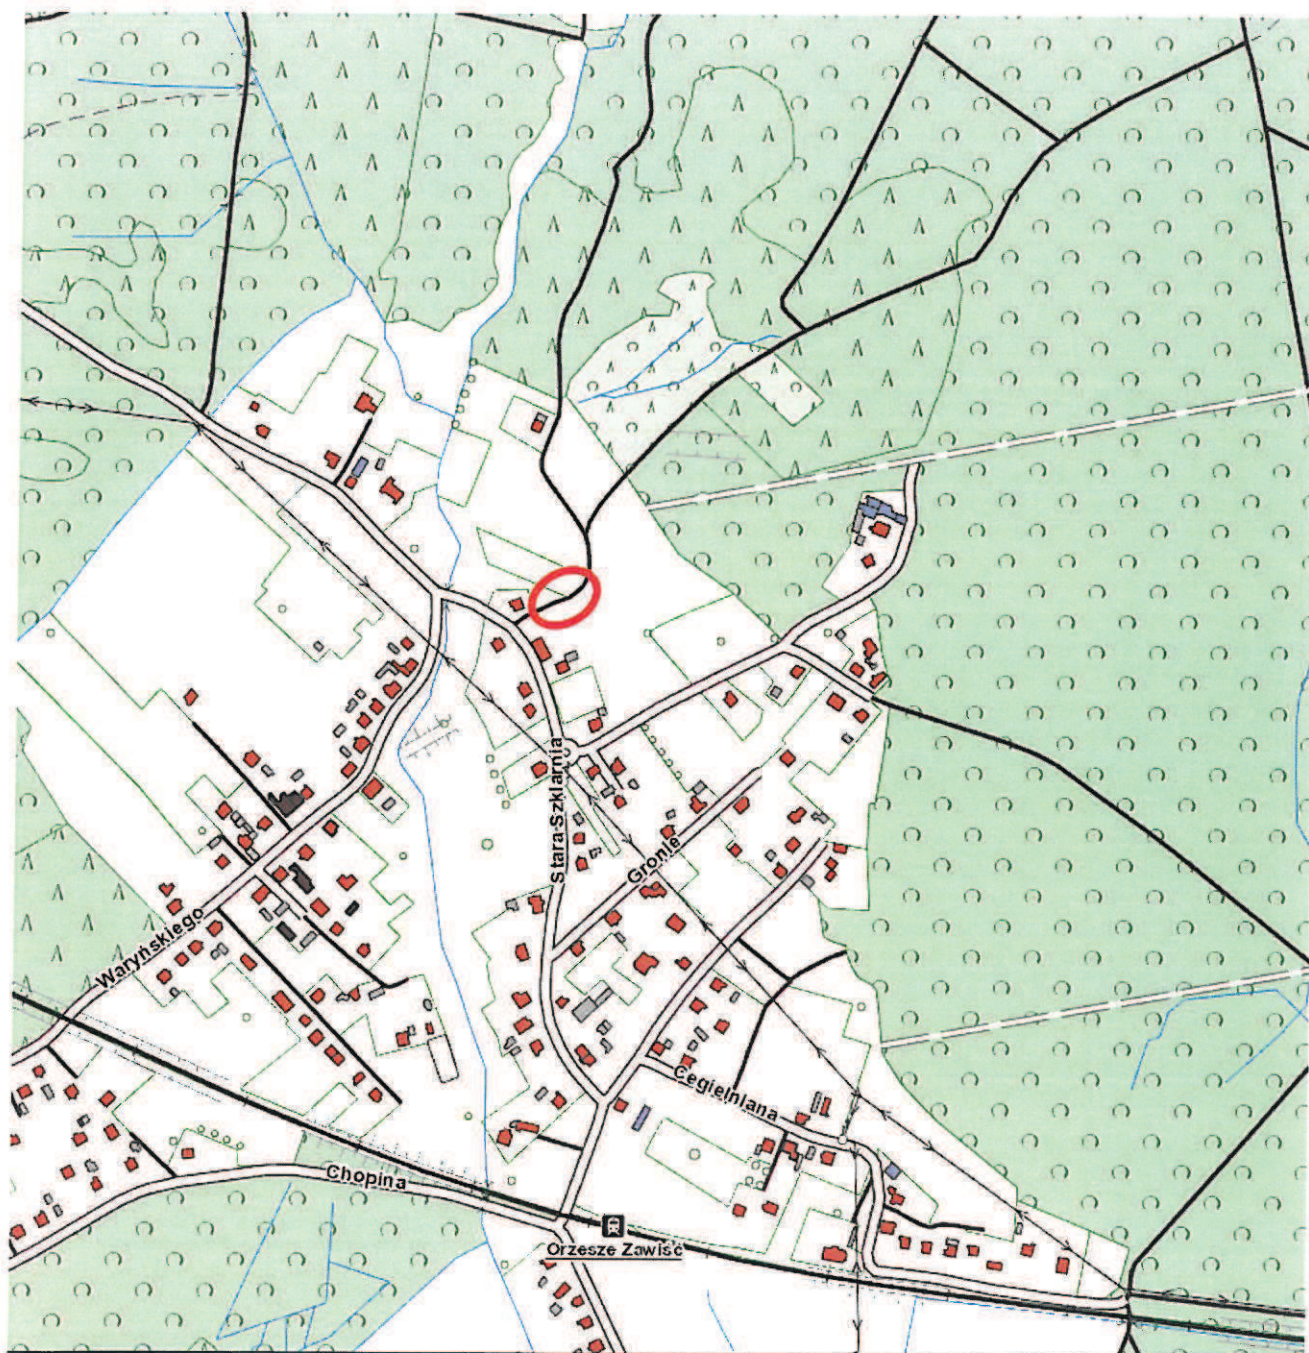 Stara Szklarnia
Gronie
Waryńskiego
Cegielniana
Chopina
Orzesze Zawiść